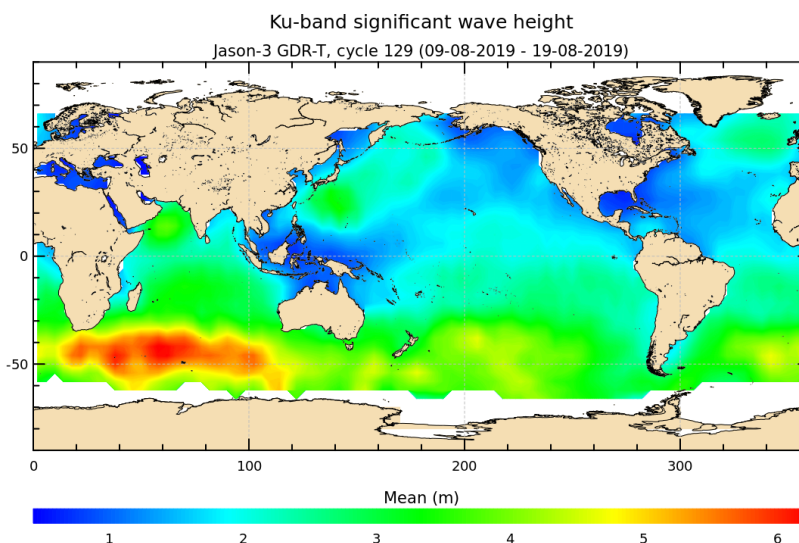 Ku-band significant wave height
Jason-3 GDR-T, cycle 129 (09-08-2019 - 19-08-2019)
50
0
-50
0 100 200 300
Mean (m)
1 2 3 4 5 6